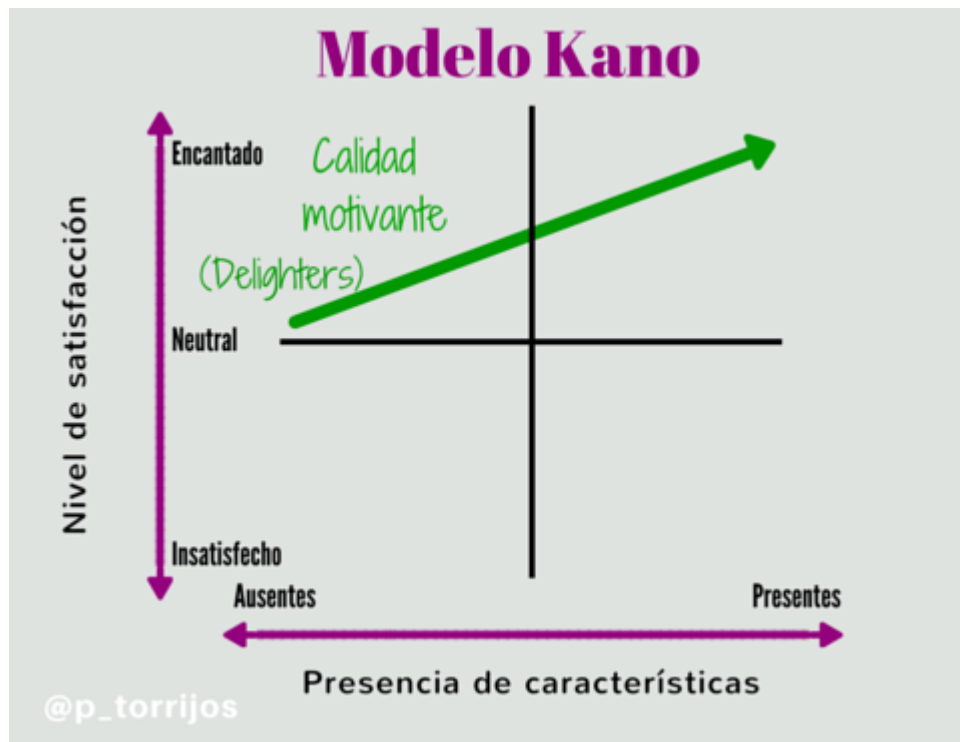 Modelo Kano
Encantado
Calidad
motivante
(Delighters)
Neutral
Nivel de satisfacción
Insatisfecho
Ausentes
Presentes
Presencia de características
@p_torrijos